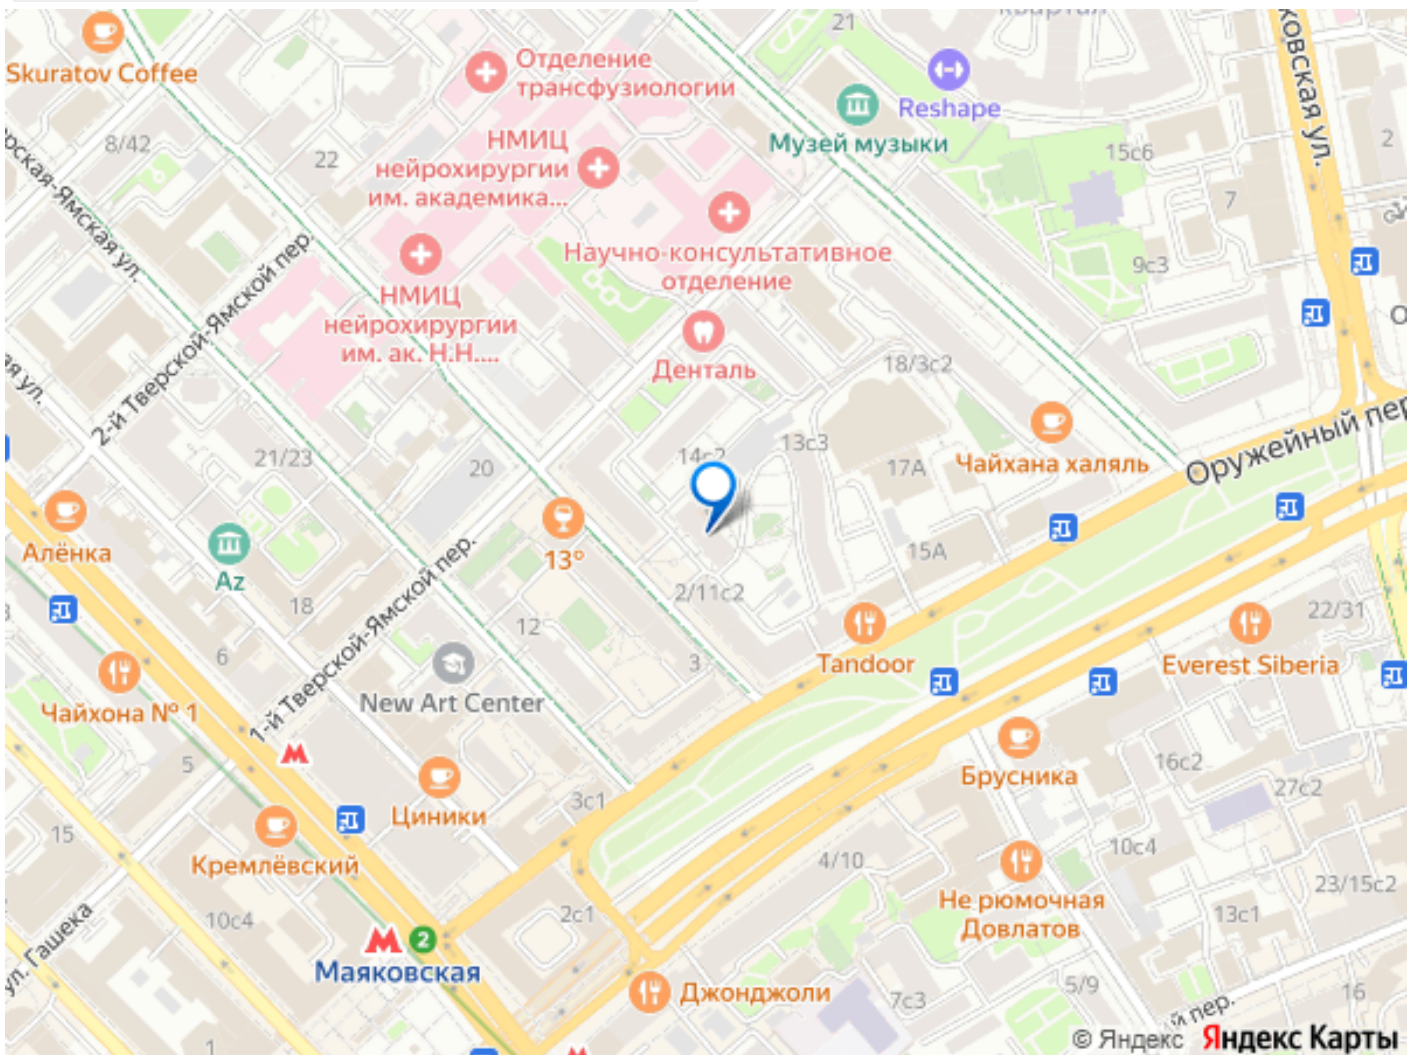 21
Skuratov Coffee
Отделение
трансфузиологии
Reshape
Музей музыки
8/42
22
НМИЦ
нейрохирургии
им. академика...
15с6
2
7
Научно-консультативное
отделение
9с3
2-й Тверской-Ямской пер.
НМИЦ
нейрохирургии
им. ак. Н.Н....
Денталь
18/3с2
Чайхана халяль
Оружейный пер
21/23
20
14с2
13с3
17А
15А
Алёнка
Az
13°
1-й Тверской-Ямской пер.
18
2/11с2
12
6
3
Tandoor
22/31
Everest Siberia
New Art Center
Чайхона № 1
5
Циники
3с1
Брусника
16с2
27с2
15
Кремлёвский
4/10
10с4
Не рюмочная
Довлатов
23/15с2
13с1
10с4
2с1
ул. Гашека
2
Маяковская
Джонджоли
7с3
5/9
16
й пер.
1
© Яндекс Яндекс Карты